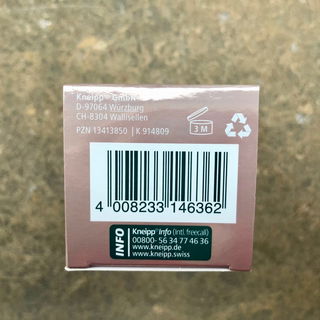 Kneipp® GmbH
D-97064 Würzburg
CH-8304 Wallisellen
PZN 13413850 | K 914809
3 M
4 008233 146362
INFO
Kneipp® Info (intl. freecall)
00800- 56 34 77 46 36
www.kneipp.de
www.kneipp.swiss